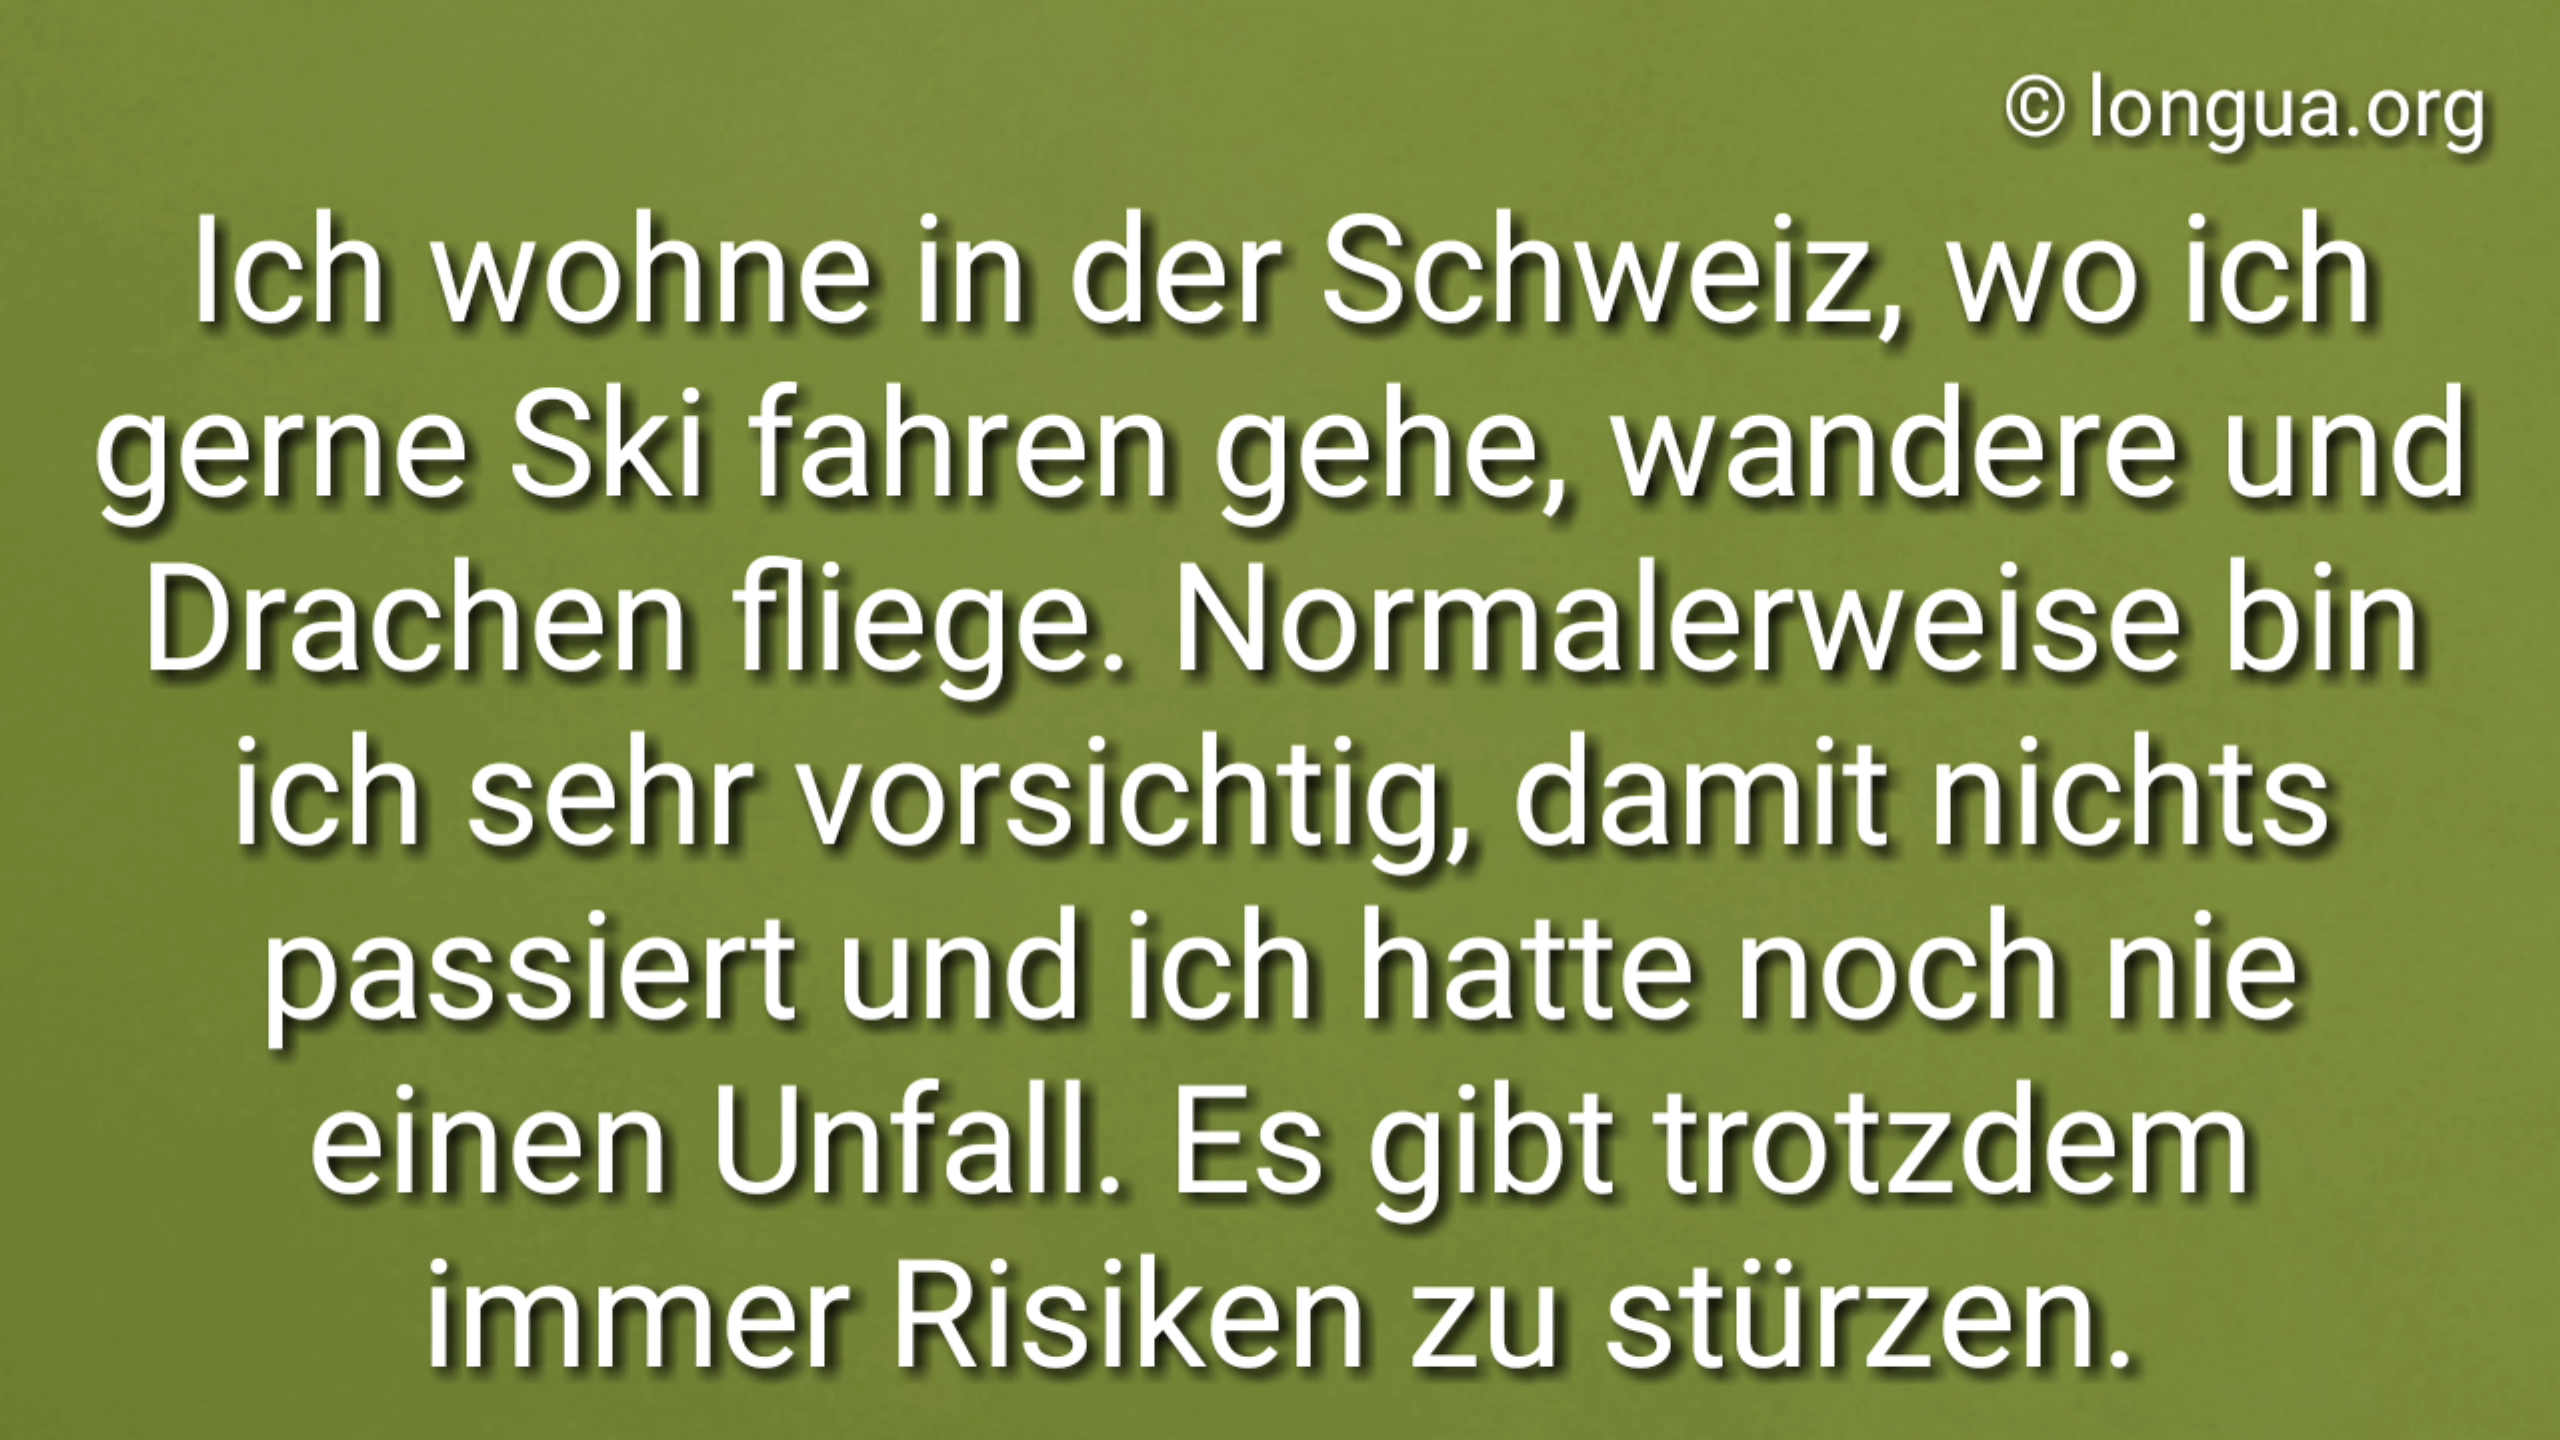 © longua.org
Ich wohne in der Schweiz, wo ich
gerne Ski fahren gehe, wandere und
Drachen fliege. Normalerweise bin
ich sehr vorsichtig, damit nichts
passiert und ich hatte noch nie
einen Unfall. Es gibt trotzdem
immer Risiken zu stürzen.